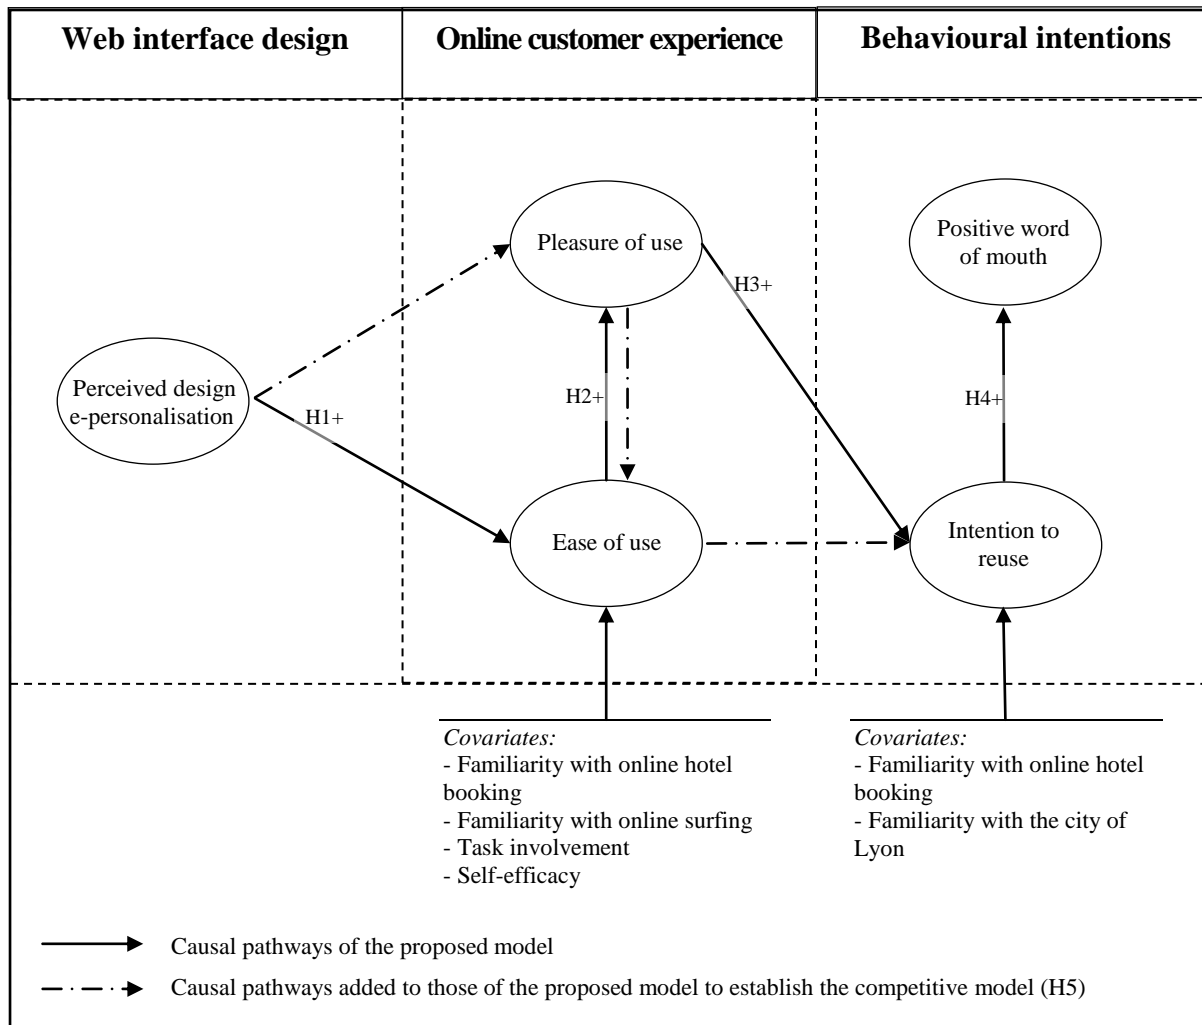 Web interface design
Online customer experience
Behavioural intentions
Pleasure of use
Positive word
of mouth
H3+
Perceived design
e-personalisation
H1+
H2+
H4+
Ease of use
Intention to
reuse
Covariates:
- Familiarity with online hotel
booking
- Familiarity with online surfing
- Task involvement
- Self-efficacy
Covariates:
- Familiarity with online hotel
booking
- Familiarity with the city of
Lyon
Causal pathways of the proposed model
Causal pathways added to those of the proposed model to establish the competitive model (H5)